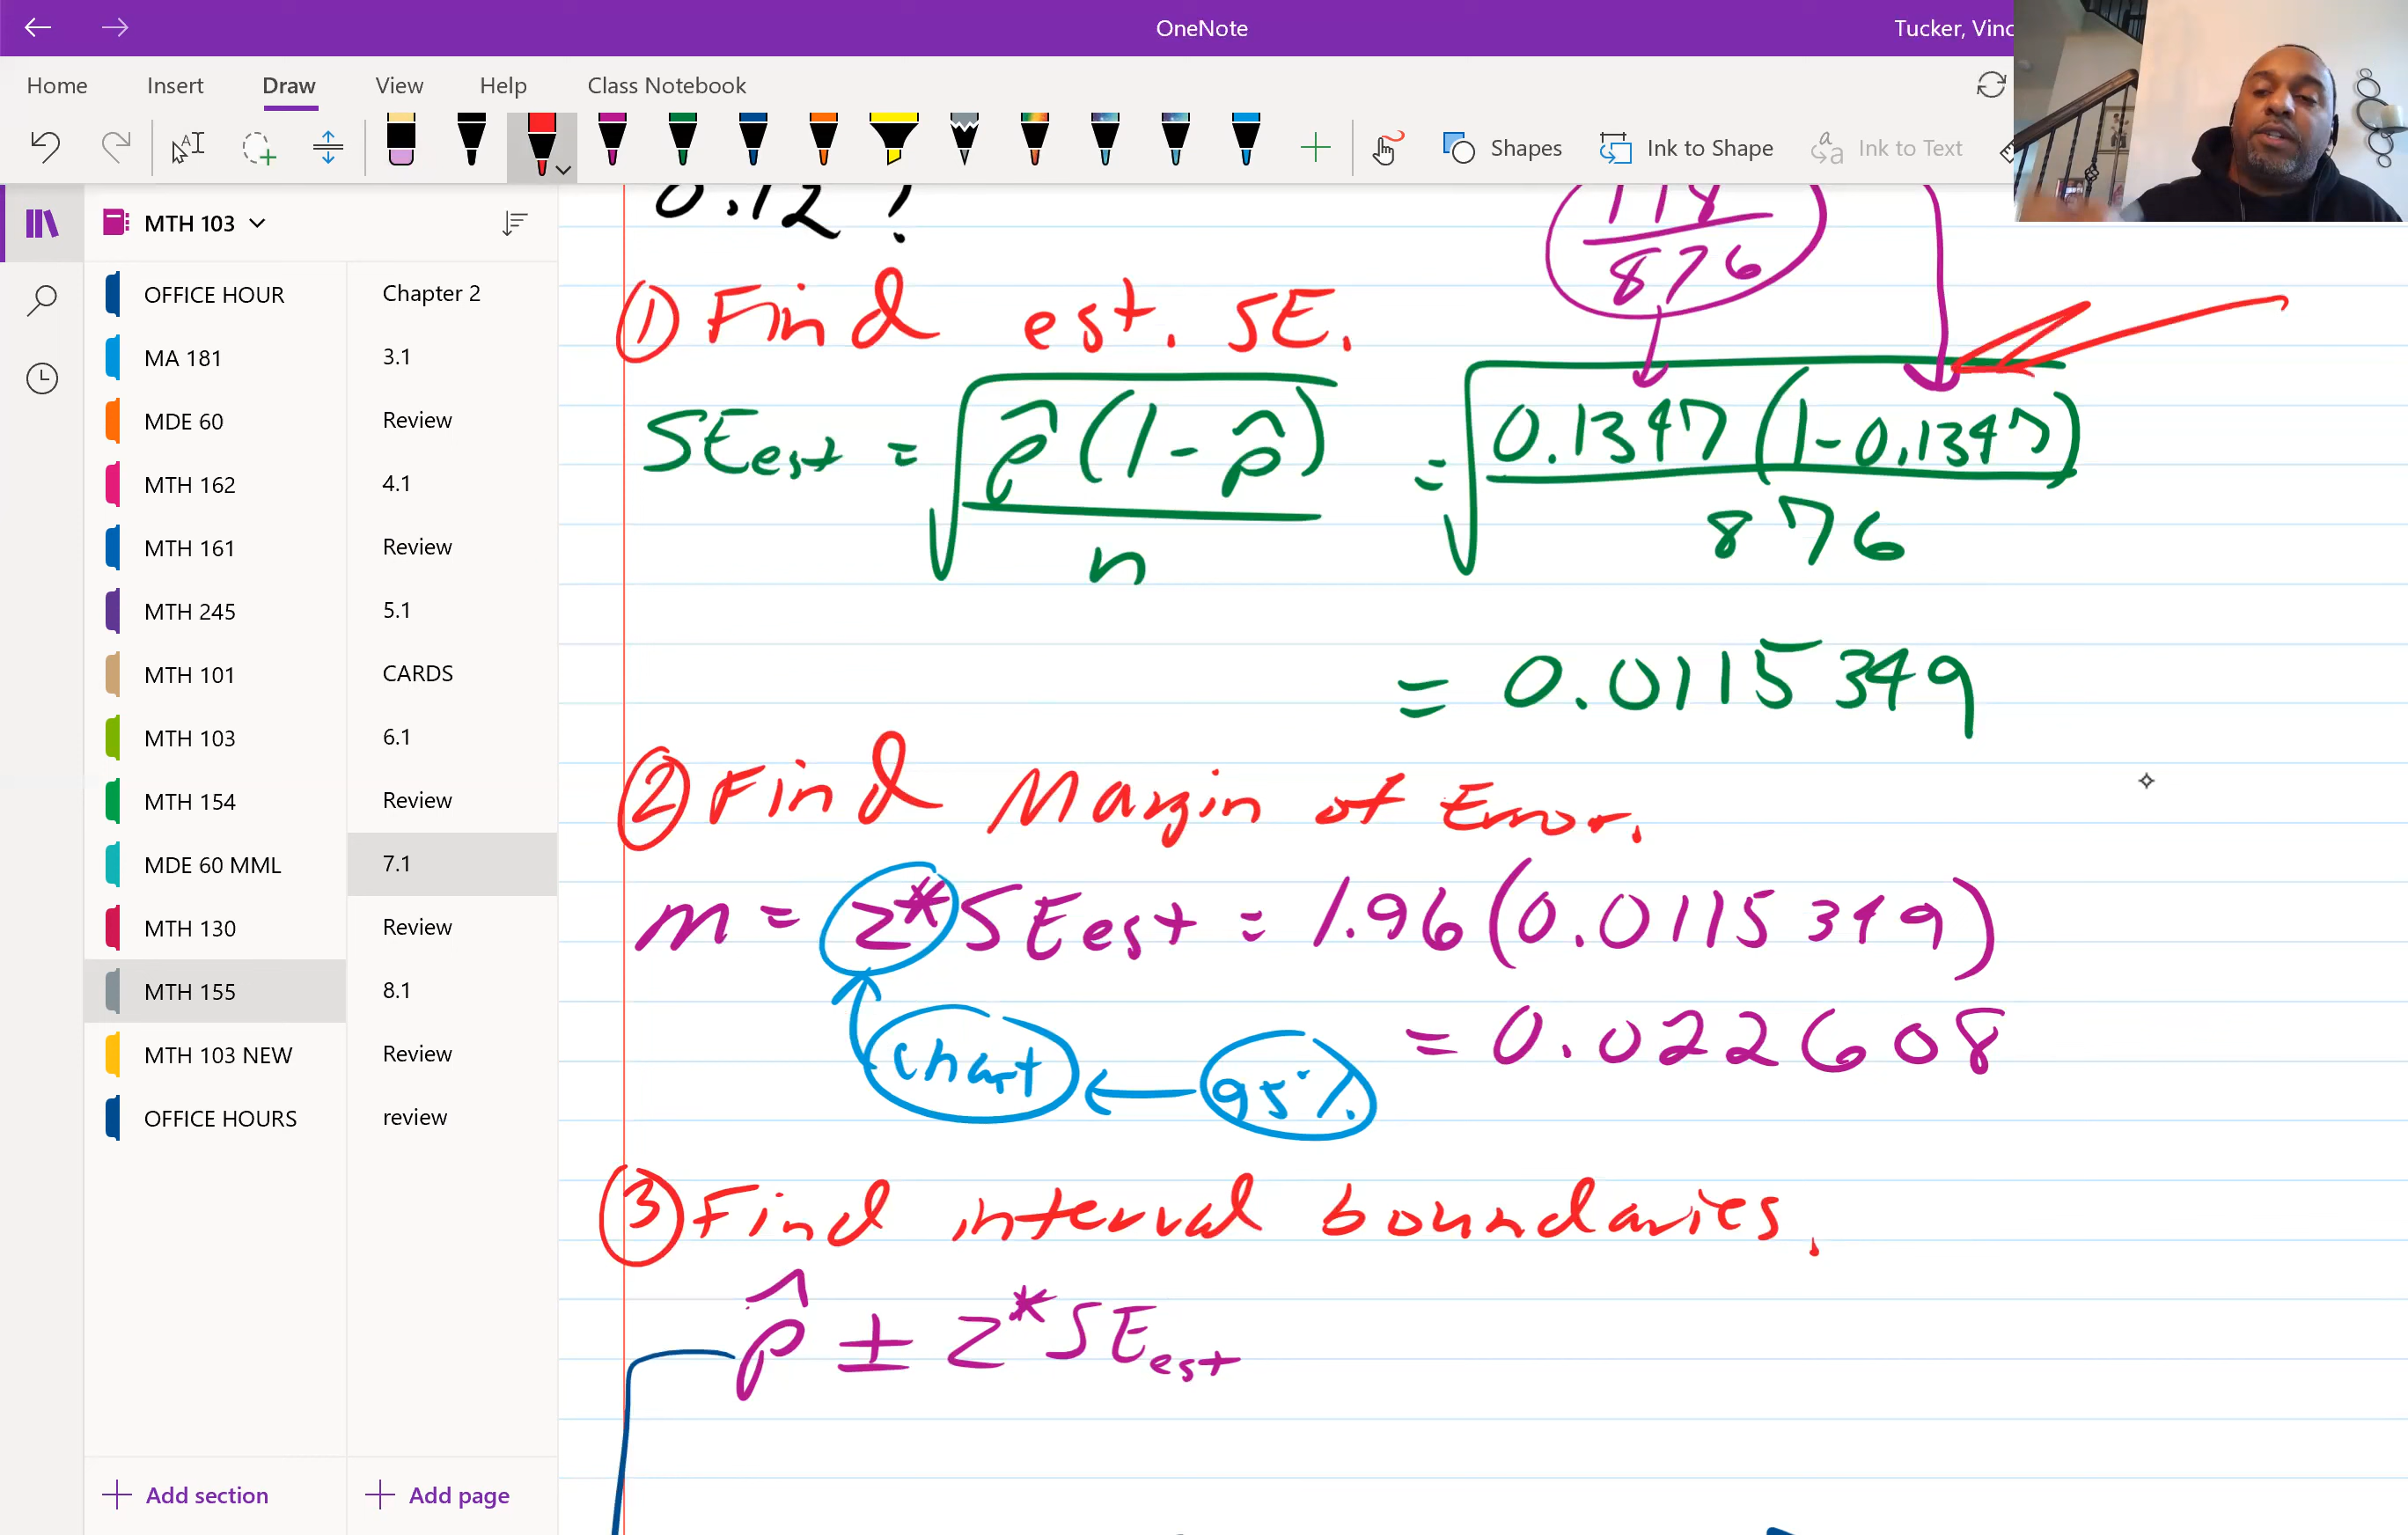 OneNote
Tucker, Vinc
Home Insert Draw View Help Class Notebook
Shapes Ink to Shape Ink to Text
MTH 103
OFFICE HOUR
MA 181
MDE 60
MTH 162
MTH 161
MTH 245
MTH 101
MTH 103
MTH 154
MDE 60 MML
MTH 130
MTH 155
MTH 103 NEW
OFFICE HOURS
Add section
Chapter 2
3.1
Review
4.1
Review
5.1
CARDS
6.1
Review
7.1
Review
8.1
Review
review
Add page
0.12?
118
876
① Find est. SE.
SEest = √(p̂(1-p̂)/n) = √(0.1347(1-0.1347)/876)
= 0.0115349
② Find Margin of Error.
m = z*SEest = 1.96(0.0115349)
= 0.022608
chart ← 95%
③ Find interval boundaries.
p̂ ± z*SEest